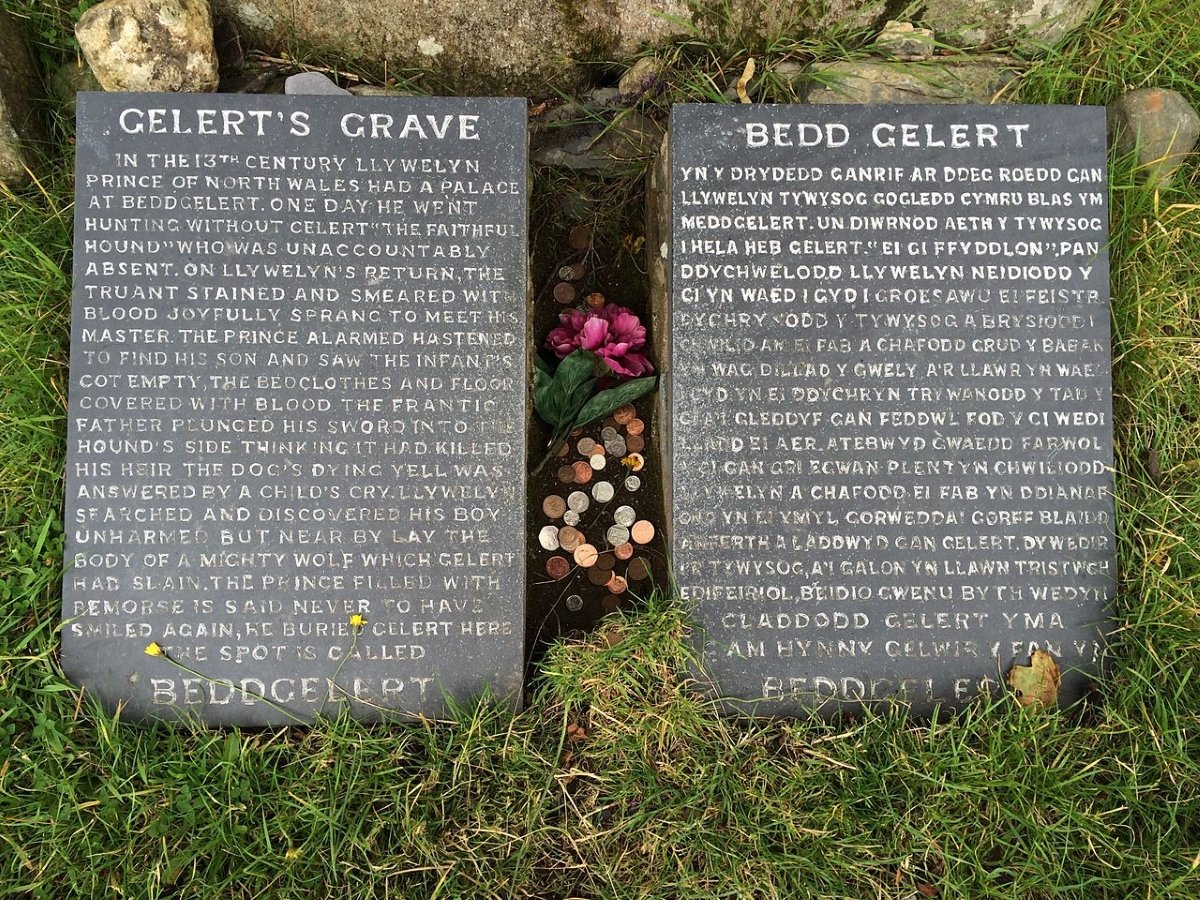 GELERT'S GRAVE
IN THE 13TH CENTURY LLYWELYN
PRINCE OF NORTH WALES HAD A PALACE
AT BEDDGELERT. ONE DAY HE WENT
HUNTING WITHOUT GELERT "THE FAITHFUL
HOUND" WHO WAS UNACCOUNTABLY
ABSENT. ON LLYWELYN'S RETURN, THE
TRUANT STAINED AND SMEARED WITH
BLOOD JOYFULLY SPRANG TO MEET HIS
MASTER. THE PRINCE ALARMED HASTENED
TO FIND HIS SON AND SAW THE INFANT'S
COT EMPTY, THE BEDCLOTHES AND FLOOR
COVERED WITH BLOOD THE FRANTIC
FATHER PLUNGED HIS SWORD INTO THE
HOUND'S SIDE THINKING IT HAD KILLED
HIS HEIR THE DOG'S DYING YELL WAS
ANSWERED BY A CHILD'S CRY. LLYWELYN
SEARCHED AND DISCOVERED HIS BOY
UNHARMED BUT NEAR BY LAY THE
BODY OF A MIGHTY WOLF WHICH GELERT
HAD SLAIN. THE PRINCE FILLED WITH
REMORSE IS SAID NEVER TO HAVE
SMILED AGAIN, HE BURIED GELERT HERE
THE SPOT IS CALLED
BEDDGELERT
BEDD GELERT
YN Y DRYDEDD GANRIF AR DDEG ROEDD GAN
LLYWELYN TYWYSOG GOGLEDD CYMRU BLAS YM
MEDDGELERT. UN DIWRNOD AETH Y TYWYSOG
I HELA HEB GELERT. "EI GI FFYDDLON", PAN
DDYCHWELODD LLYWELYN NEIDIODD Y
CI YN WAED I GYD I GROESAWU EI FEISTR.
DYCHRYNODD Y TYWYSOG A BRYSIODD I
CHWILIO AM EI FAB A CHAFODD GRUD Y BABAN
YN WAG DILLAD Y GWELY A'R LLAWR YN WAED
GYD. YN EI DDYCHRYN TRYWANODD Y TAD Y
CI A'I GLEDDYF GAN FEDDWL FOD Y CI WEDI
LLADD EI AER. ATEBWYD GWAEDD FARWOL
Y CI GAN GRI EGWAN PLENTYN CHWILIODD
LLYWELYN A CHAFODD EI FAB YN DDIANAF
OND YN EI YMYL GORWEDDAI GORFF BLAIDD
ANFERTH A LADDWYD GAN GELERT. DYWEDIR
I'R TYWYSOG, A'I GALON YN LLAWN TRISTWCH
EDIFEIRIOL, BEIDIO GWENU BYTH WEDYN
CLADDODD GELERT YMA
AC AM HYNNY GELWIR Y FAN YN
BEDDGELERT